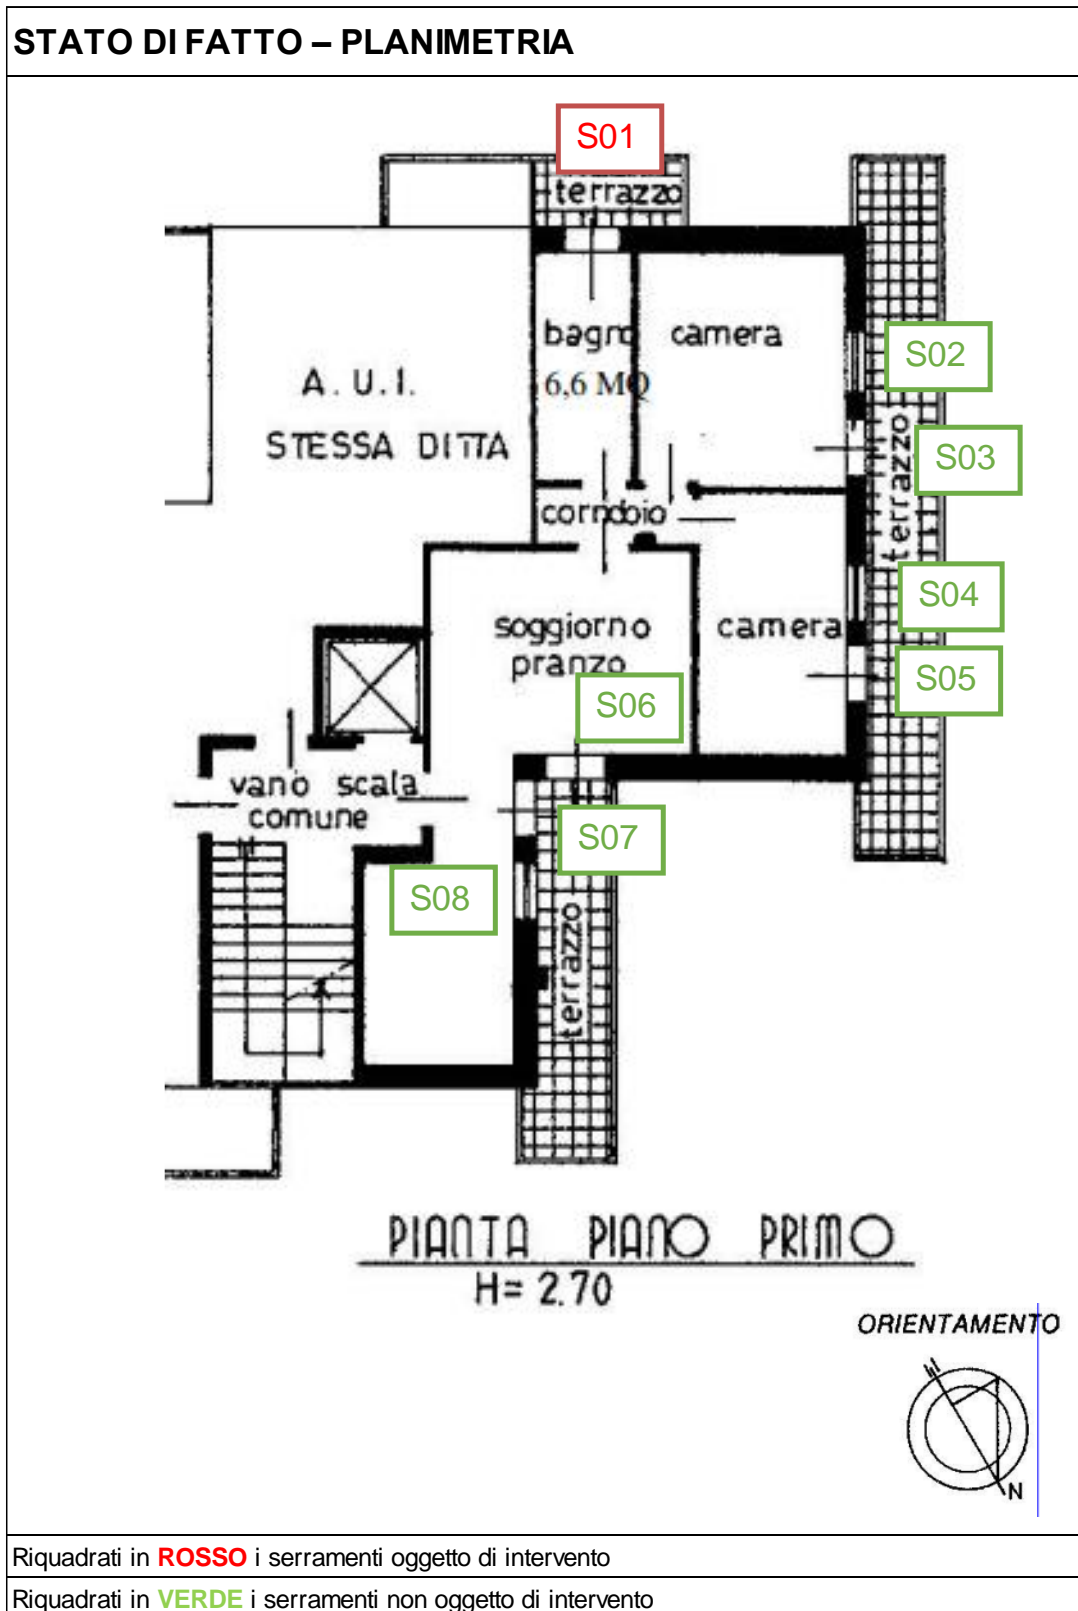 STATO DI FATTO – PLANIMETRIA
S01
terrazzo
bagno
6,6 MQ
camera
S02
A. U. I.
STESSA DITTA
terrazzo
S03
corridoio
S04
soggiorno
pranzo
camera
S05
S06
vano scala
comune
S07
S08
terrazzo
PIANTA PIANO PRIMO
H= 2.70
ORIENTAMENTO
N
Riquadrati in ROSSO i serramenti oggetto di intervento
Riquadrati in VERDE i serramenti non oggetto di intervento